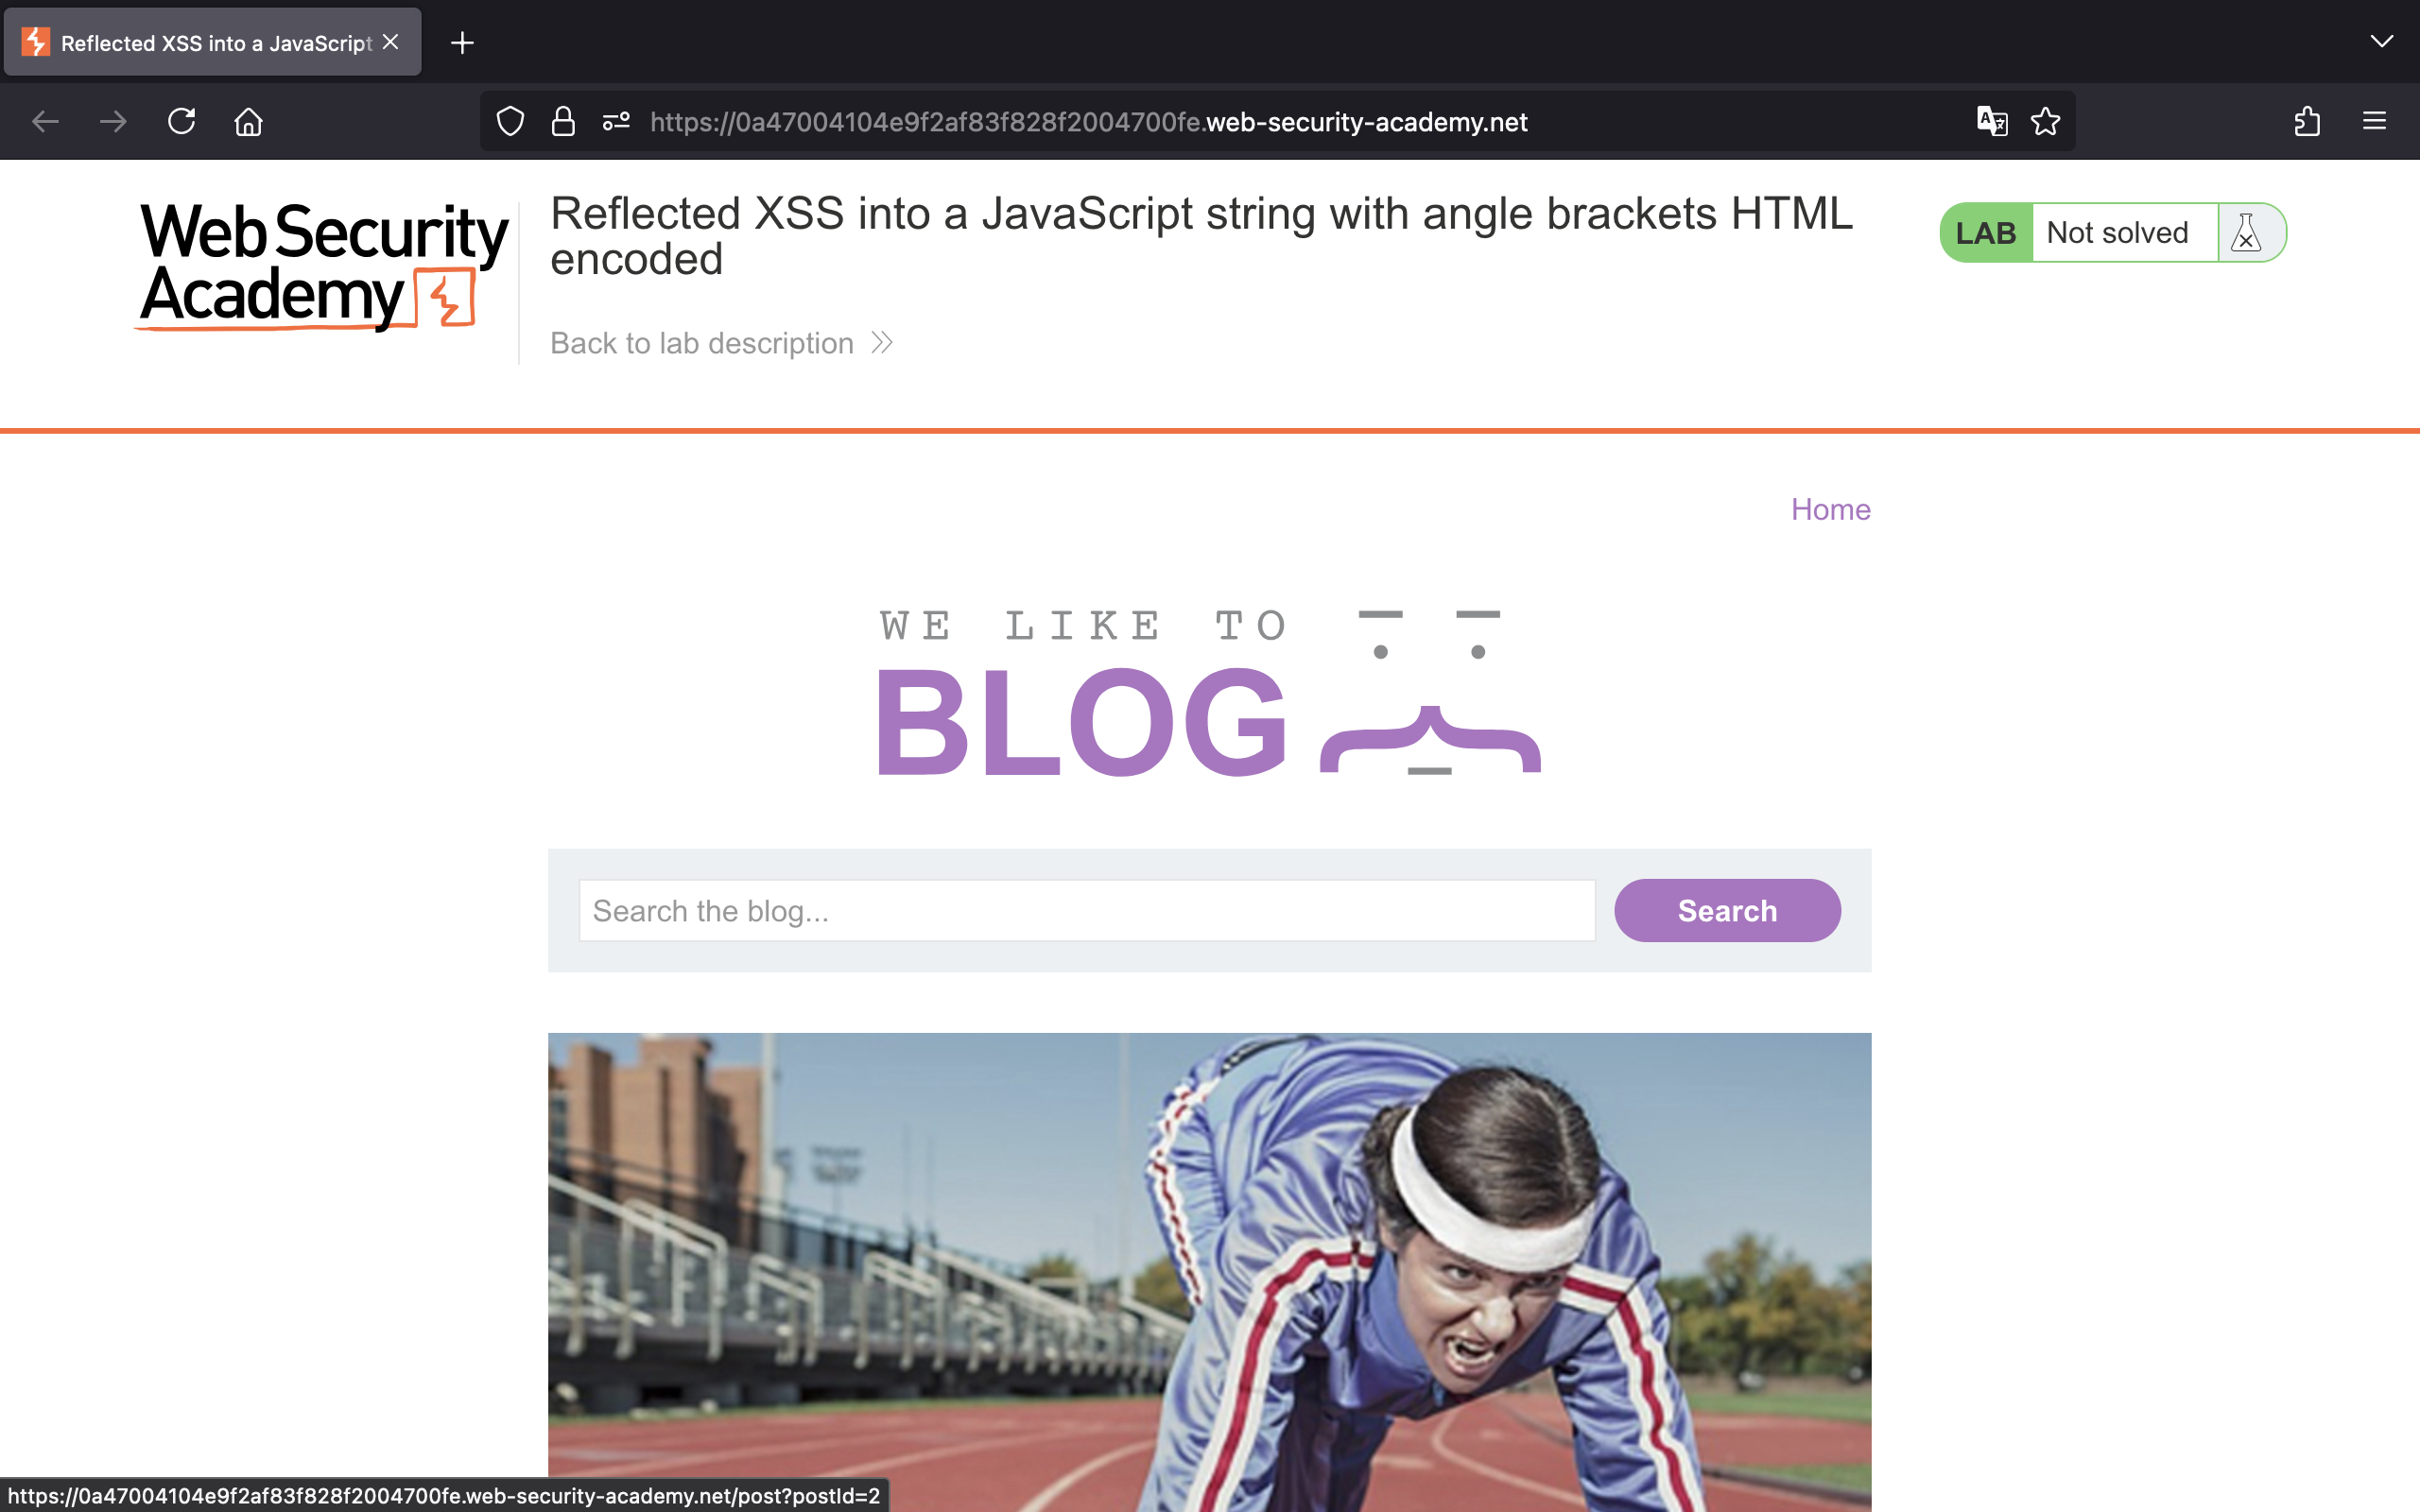 Reflected XSS into a JavaScript
https://0a47004104e9f2af83f828f2004700fe.web-security-academy.net
Web Security
Academy
Reflected XSS into a JavaScript string with angle brackets HTML
encoded
LAB Not solved
Back to lab description
Home
WE LIKE TO
BLOG
Search the blog...
Search
https://0a47004104e9f2af83f828f2004700fe.web-security-academy.net/post?postId=2